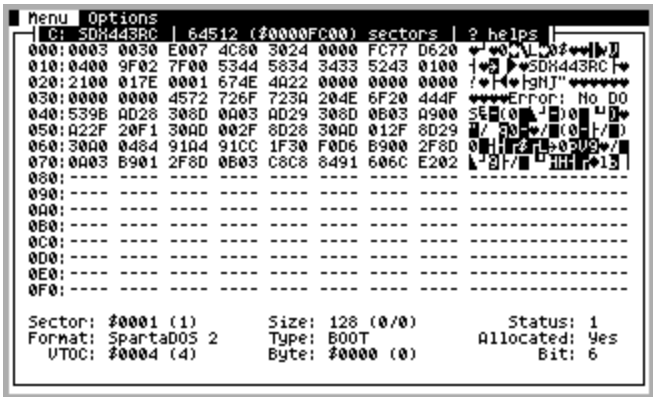 Menu Options
C: SDX443RC | 64512 ($0000FC00) sectors | ? helps
000:0003 0030 E007 4C80 3024 0000 FC77 D620
010:0400 9F02 7F00 5344 5834 3433 5243 0100 SDX443RC
020:2100 017E 0001 674E 4A22 0000 0000 0000 gNJ"
030:0000 0000 4572 726F 723A 204E 6F20 444F Error: No DO
040:539B AD28 308D 0A03 AD29 308D 0B03 A900
050:A22F 20F1 30AD 002F 8D28 30AD 012F 8D29
060:30A0 0484 91A4 91CC 1F30 F0D6 B900 2F8D
070:0A03 B901 2F8D 0B03 C8C8 8491 606C E202
080:---- ---- ---- ---- ---- ---- ---- ---- ----------------
090:---- ---- ---- ---- ---- ---- ---- ---- ----------------
0A0:---- ---- ---- ---- ---- ---- ---- ---- ----------------
0B0:---- ---- ---- ---- ---- ---- ---- ---- ----------------
0C0:---- ---- ---- ---- ---- ---- ---- ---- ----------------
0D0:---- ---- ---- ---- ---- ---- ---- ---- ----------------
0E0:---- ---- ---- ---- ---- ---- ---- ---- ----------------
0F0:---- ---- ---- ---- ---- ---- ---- ---- ----------------
Sector: $0001 (1) Size: 128 (0/0) Status: 1
Format: SpartaDOS 2 Type: BOOT Allocated: Yes
VTOC: $0004 (4) Byte: $0000 (0) Bit: 6